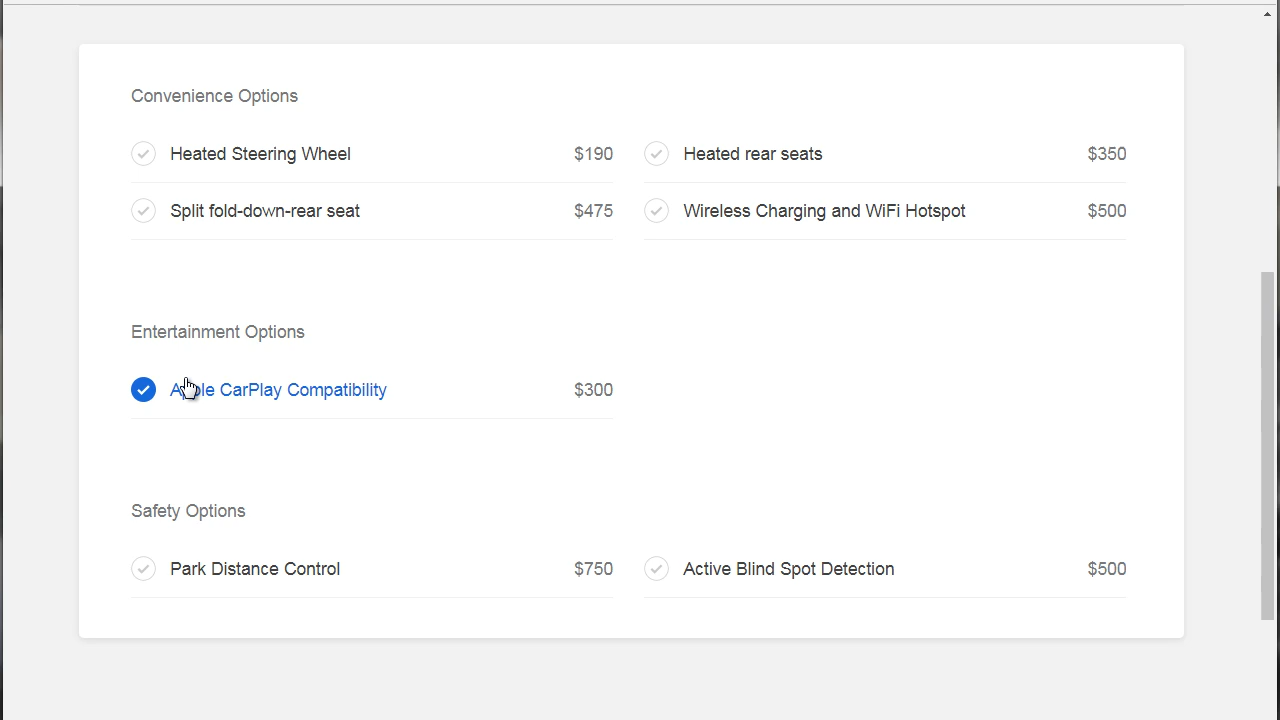 Convenience Options
Heated Steering Wheel $190 Heated rear seats $350
Split fold-down-rear seat $475 Wireless Charging and WiFi Hotspot $500
Entertainment Options
Apple CarPlay Compatibility $300
Safety Options
Park Distance Control $750 Active Blind Spot Detection $500